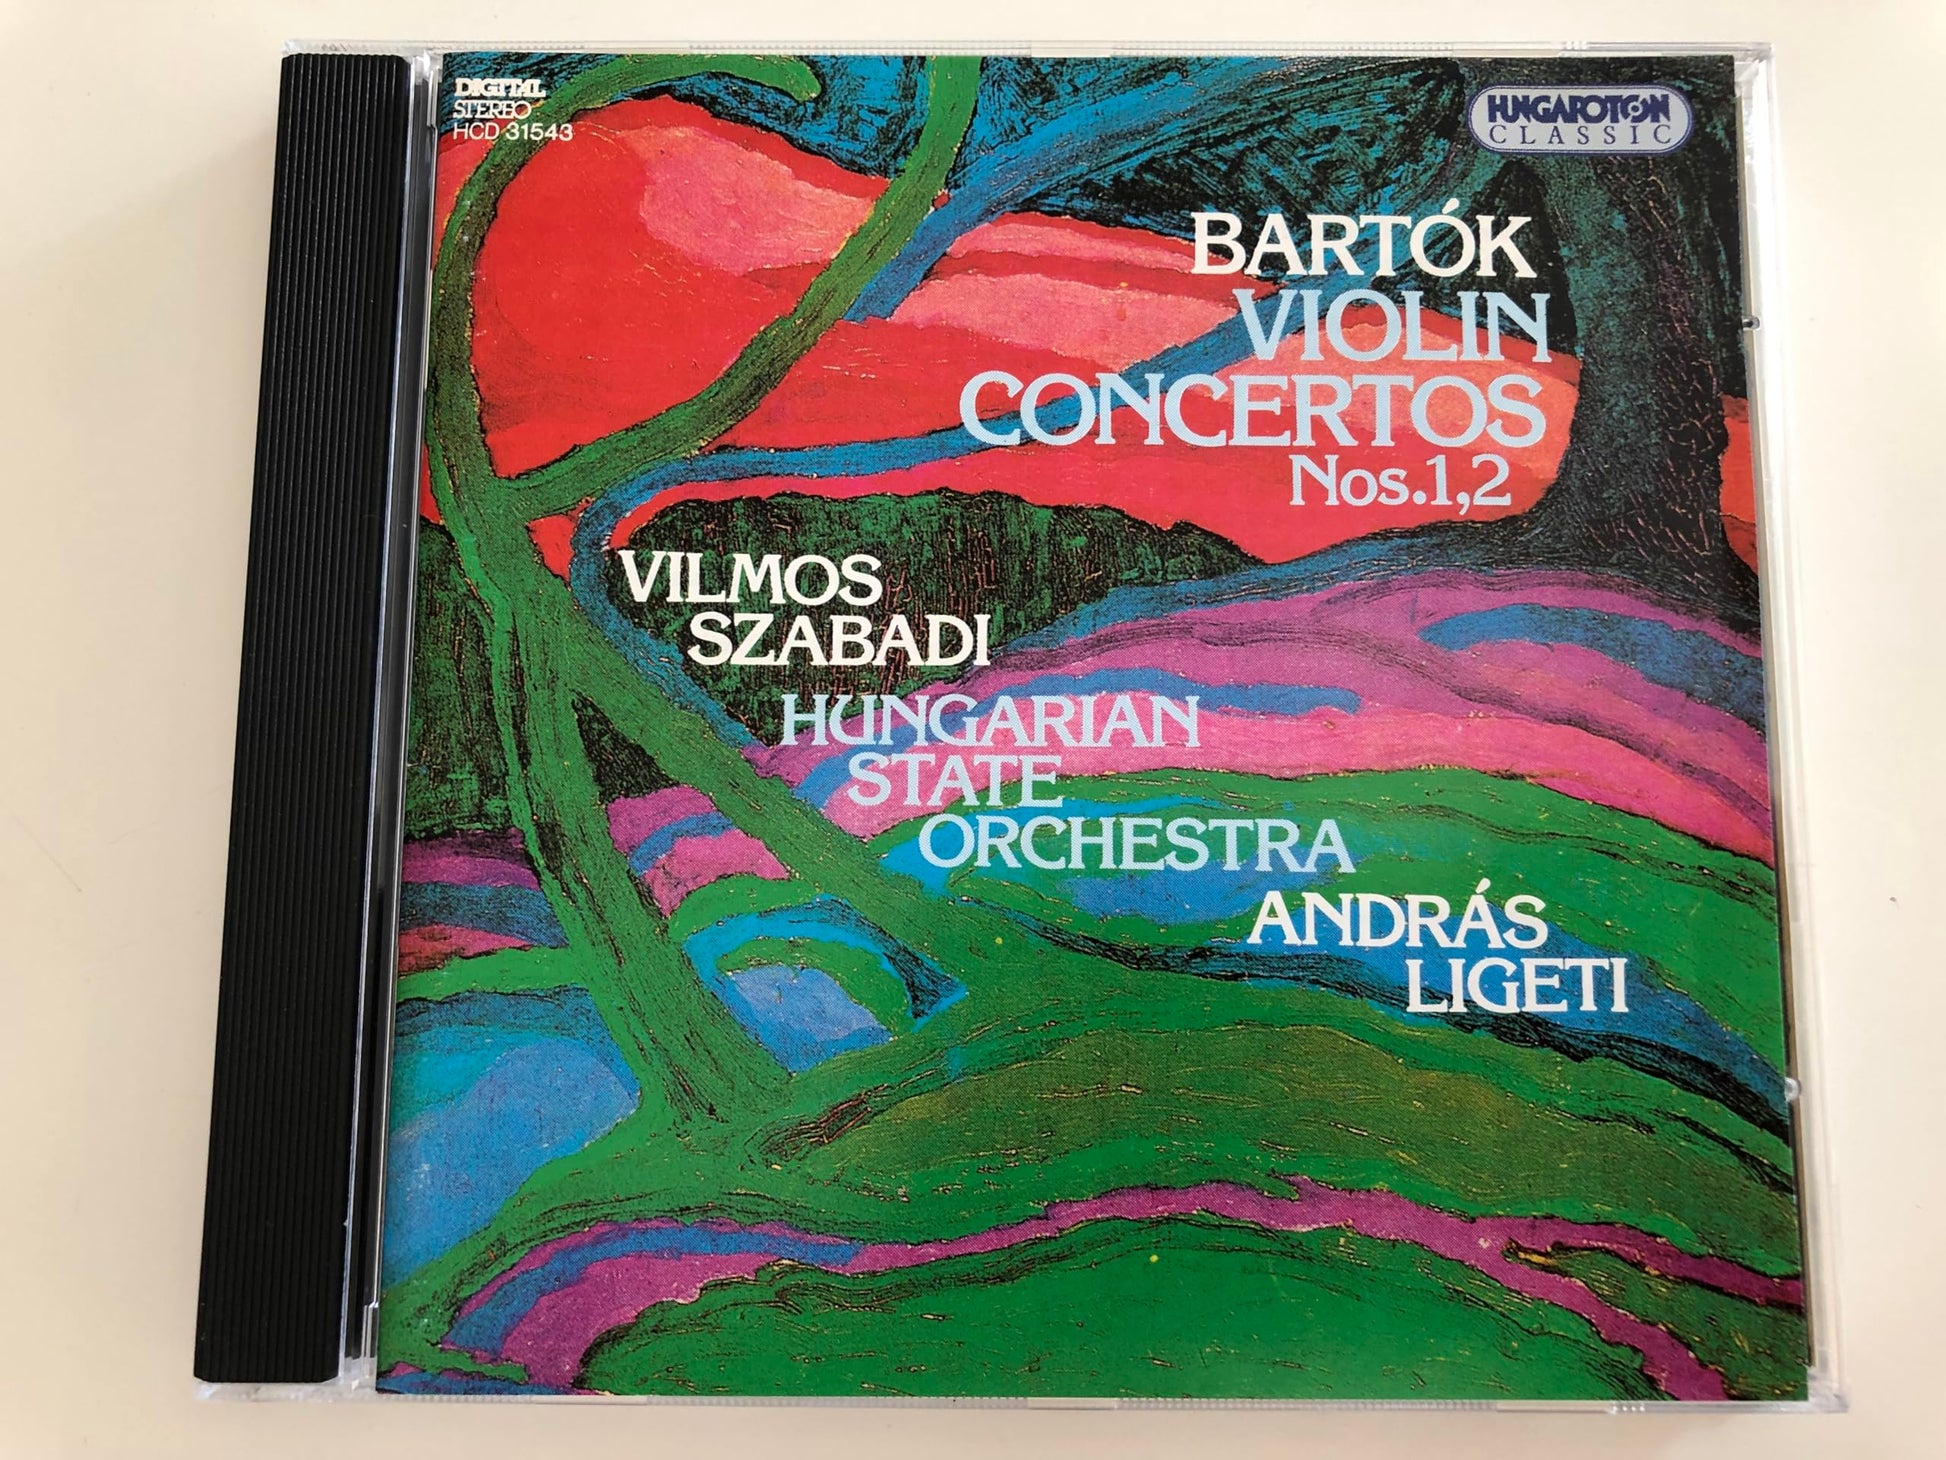 DIGITAL
STEREO
HCD 31543
HUNGAROTON
CLASSIC
BARTÓK
VIOLIN
CONCERTOS
Nos.1,2
VILMOS
SZABADI
HUNGARIAN
STATE
ORCHESTRA
ANDRÁS
LIGETI